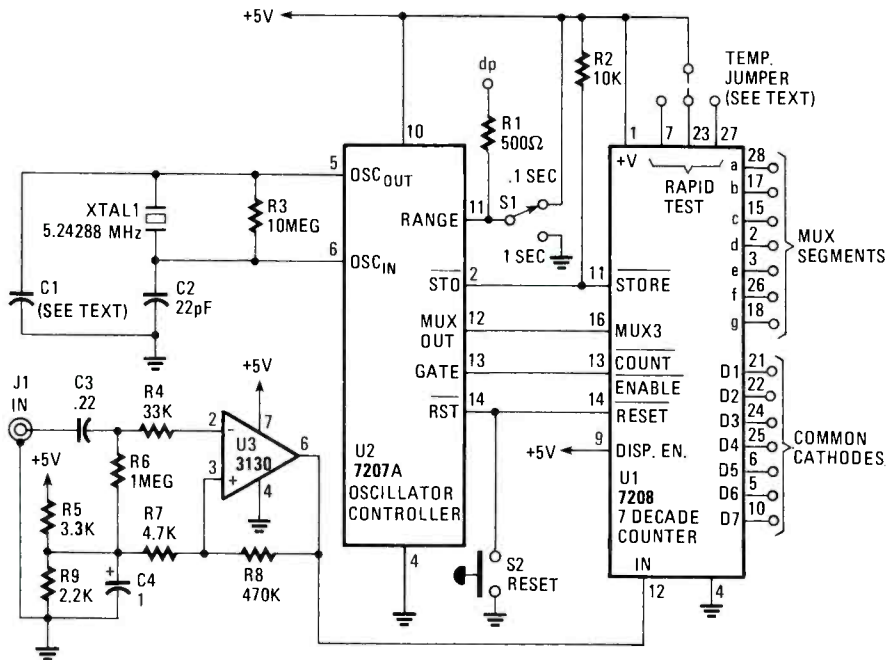 +5V
R2
10K
TEMP.
JUMPER
(SEE TEXT)
dp
R1
500Ω
10
1
7
23
27
5
OSC OUT
+V
RAPID
TEST
a
28
b
17
c
15
d
2
e
3
f
26
g
18
MUX
SEGMENTS
XTAL1
5.24288 MHz
R3
10MEG
.1 SEC
S1
1 SEC
11
RANGE
6
OSC IN
C1
(SEE TEXT)
C2
22pF
STO
2
11
STORE
MUX
OUT
12
16
MUX3
GATE
13
13
COUNT
ENABLE
RST
14
14
RESET
+5V
9
DISP. EN.
D1
21
D2
22
D3
24
D4
25
D5
6
D6
5
D7
10
COMMON
CATHODES
J1
IN
C3
.22
R4
33K
+5V
2
−
7
U3
3130
6
3
+
4
+5V
R6
1MEG
R5
3.3K
R7
4.7K
R9
2.2K
+
C4
1
R8
470K
U2
7207A
OSCILLATOR
CONTROLLER
4
S2
RESET
U1
7208
7 DECADE
COUNTER
IN
12
4